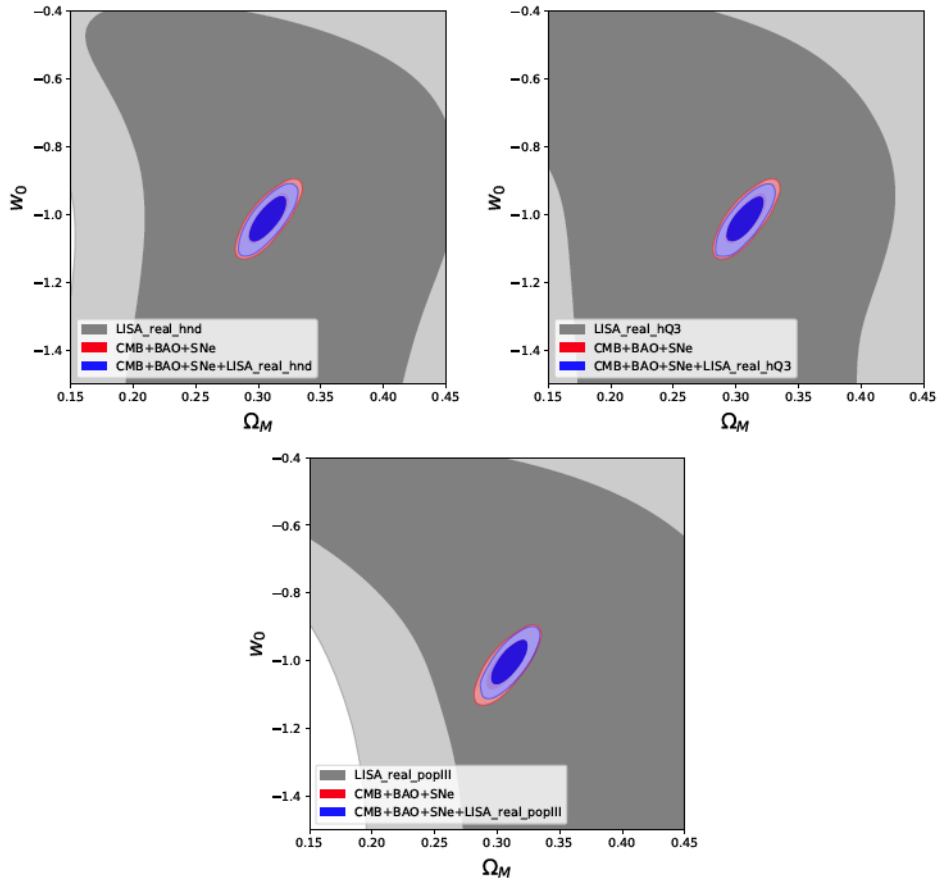 −0.4
−0.6
−0.8
−1.0
−1.2
−1.4
w0
LISA_real_hnd
CMB+BAO+SNe
CMB+BAO+SNe+LISA_real_hnd
0.15 0.20 0.25 0.30 0.35 0.40 0.45
ΩM
−0.4
−0.6
−0.8
−1.0
−1.2
−1.4
w0
LISA_real_hQ3
CMB+BAO+SNe
CMB+BAO+SNe+LISA_real_hQ3
0.15 0.20 0.25 0.30 0.35 0.40 0.45
ΩM
−0.4
−0.6
−0.8
−1.0
−1.2
−1.4
w0
LISA_real_popIII
CMB+BAO+SNe
CMB+BAO+SNe+LISA_real_popIII
0.15 0.20 0.25 0.30 0.35 0.40 0.45
ΩM